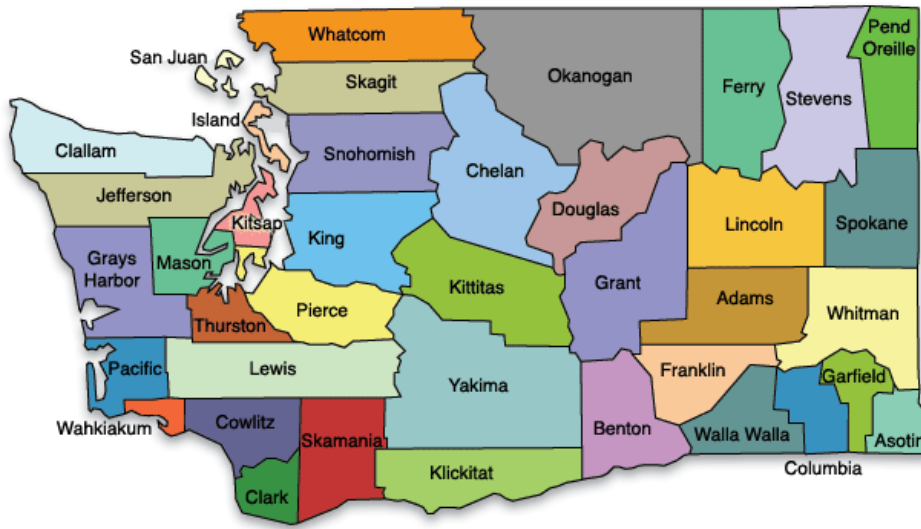 Whatcom
San Juan
Skagit
Island
Okanogan
Ferry
Stevens
Pend
Oreille
Clallam
Snohomish
Chelan
Jefferson
Kitsap
King
Douglas
Lincoln
Spokane
Grays
Harbor
Mason
Kittitas
Grant
Adams
Whitman
Thurston
Pierce
Pacific
Lewis
Yakima
Franklin
Garfield
Wahkiakum
Cowlitz
Skamania
Benton
Walla Walla
Asotin
Columbia
Klickitat
Clark